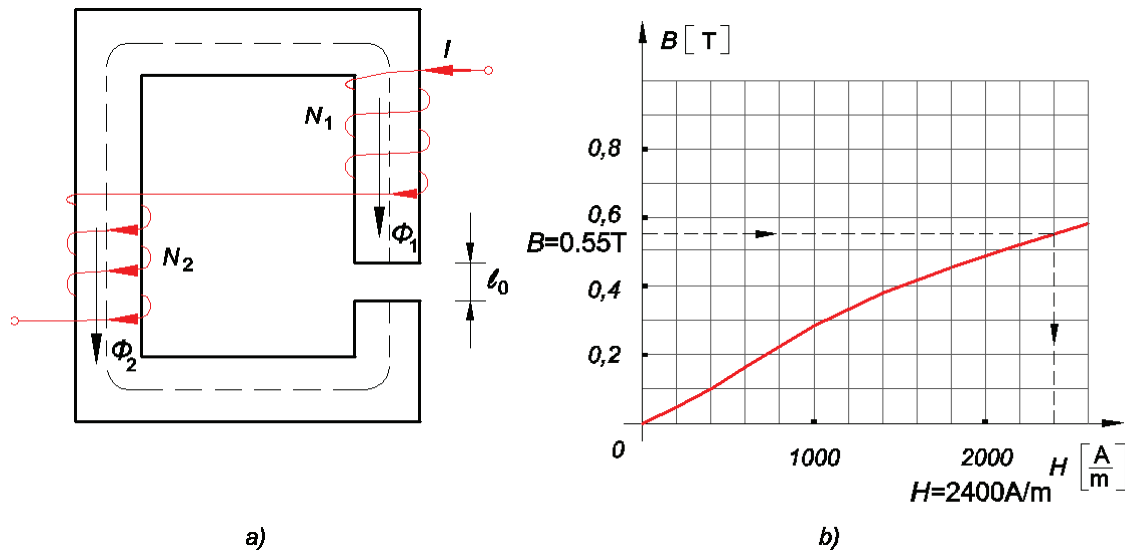 I
N₁
Φ₁
ℓ₀
N₂
Φ₂
a)
B [ T ]
0,8
0,6
B=0.55T
0,4
0,2
0
1000
2000
H [A/m]
H=2400A/m
b)